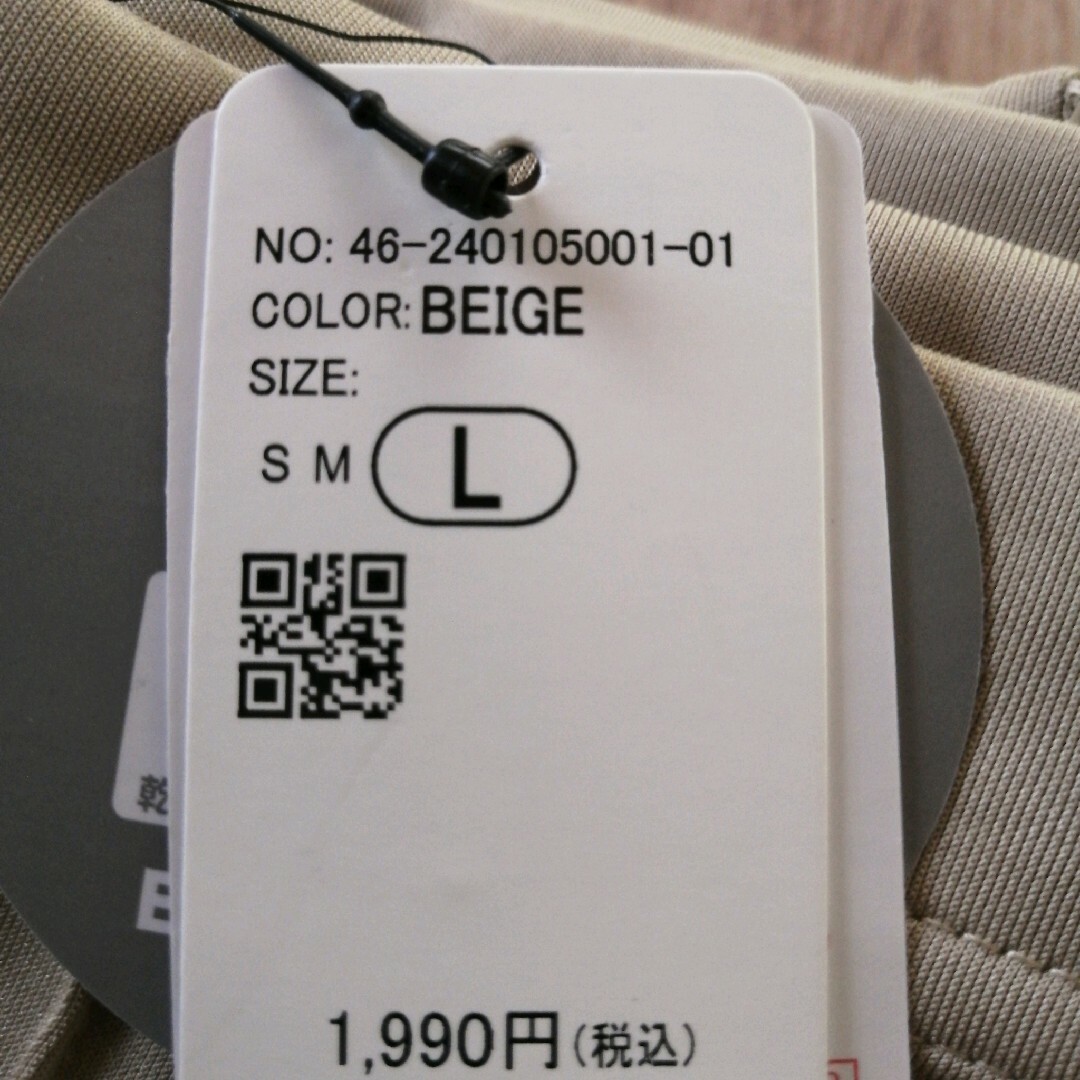 NO: 46-240105001-01
COLOR: BEIGE
SIZE:
S M L
1,990円(税込)